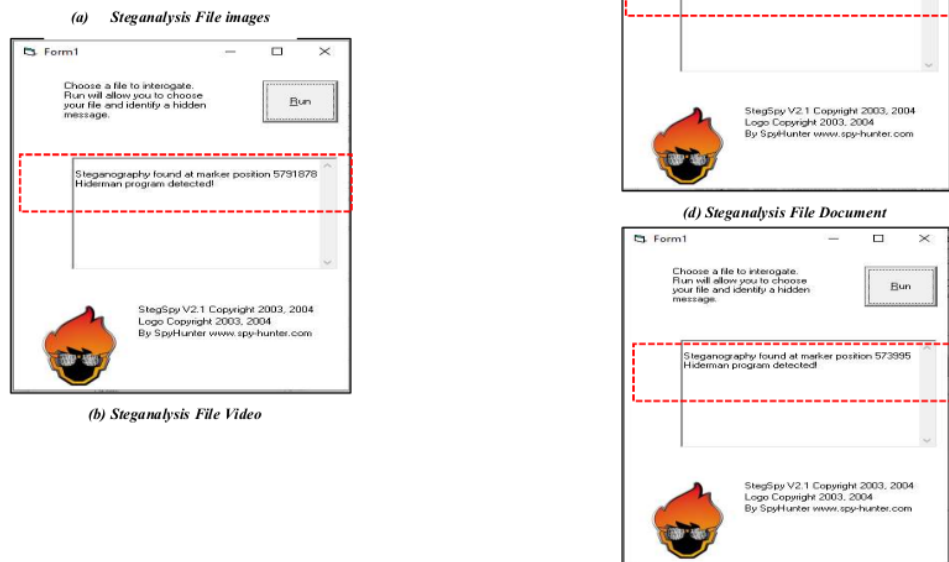 (a) Steganalysis File images
Form1
Choose a file to interogate.
Run will allow you to choose
your file and identify a hidden
message.
Run
Steganography found at marker position 5791878
Hiderman program detected!
StegSpy V2.1 Copyright 2003, 2004
Logo Copyright 2003, 2004
By SpyHunter www.spy-hunter.com
(b) Steganalysis File Video
StegSpy V2.1 Copyright 2003, 2004
Logo Copyright 2003, 2004
By SpyHunter www.spy-hunter.com
(d) Steganalysis File Document
Form1
Choose a file to interogate.
Run will allow you to choose
your file and identify a hidden
message.
Run
Steganography found at marker position 573995
Hiderman program detected!
StegSpy V2.1 Copyright 2003, 2004
Logo Copyright 2003, 2004
By SpyHunter www.spy-hunter.com